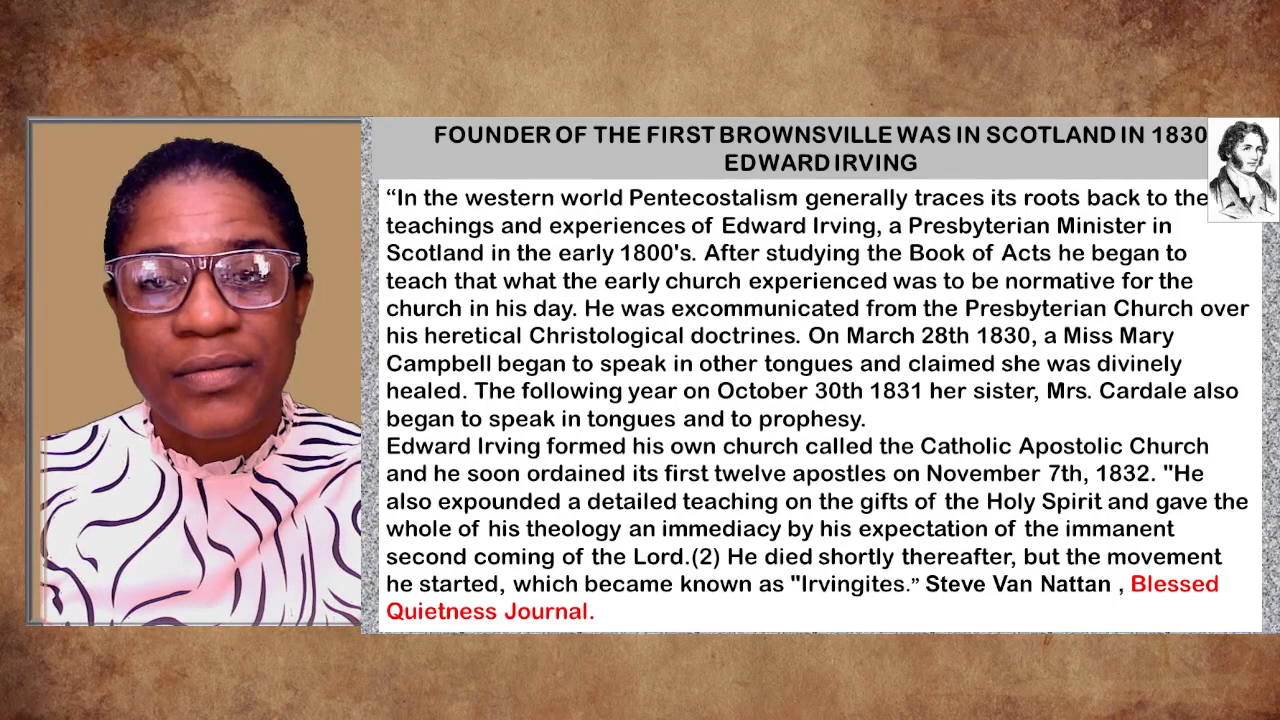 FOUNDER OF THE FIRST BROWNSVILLE WAS IN SCOTLAND IN 1830
EDWARD IRVING
“In the western world Pentecostalism generally traces its roots back to the
teachings and experiences of Edward Irving, a Presbyterian Minister in
Scotland in the early 1800's. After studying the Book of Acts he began to
teach that what the early church experienced was to be normative for the
church in his day. He was excommunicated from the Presbyterian Church over
his heretical Christological doctrines. On March 28th 1830, a Miss Mary
Campbell began to speak in other tongues and claimed she was divinely
healed. The following year on October 30th 1831 her sister, Mrs. Cardale also
began to speak in tongues and to prophesy.
Edward Irving formed his own church called the Catholic Apostolic Church
and he soon ordained its first twelve apostles on November 7th, 1832. "He
also expounded a detailed teaching on the gifts of the Holy Spirit and gave the
whole of his theology an immediacy by his expectation of the immanent
second coming of the Lord.(2) He died shortly thereafter, but the movement
he started, which became known as "Irvingites.” Steve Van Nattan , Blessed
Quietness Journal.